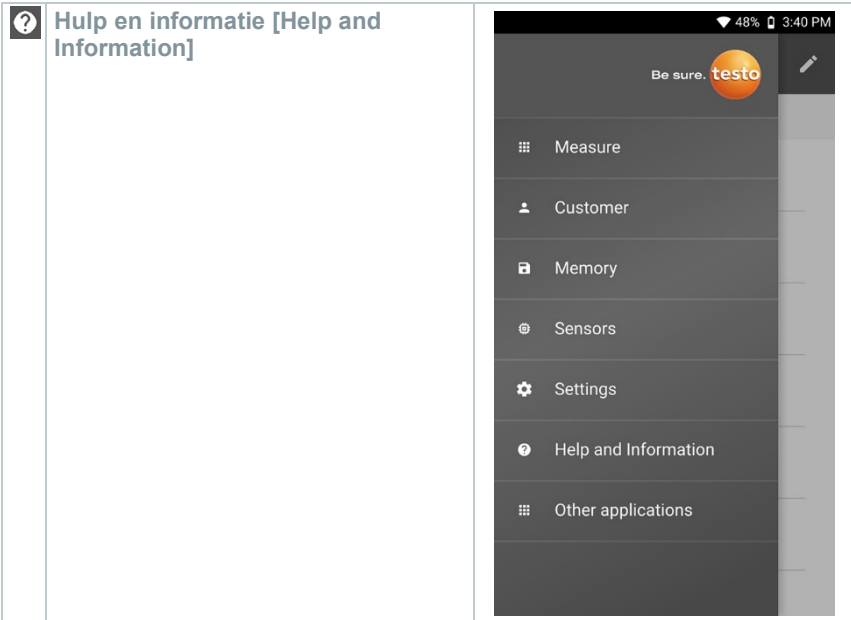 Hulp en informatie [Help and
Information]
48% 3:40 PM
Be sure. testo
Measure
Customer
Memory
Sensors
Settings
Help and Information
Other applications